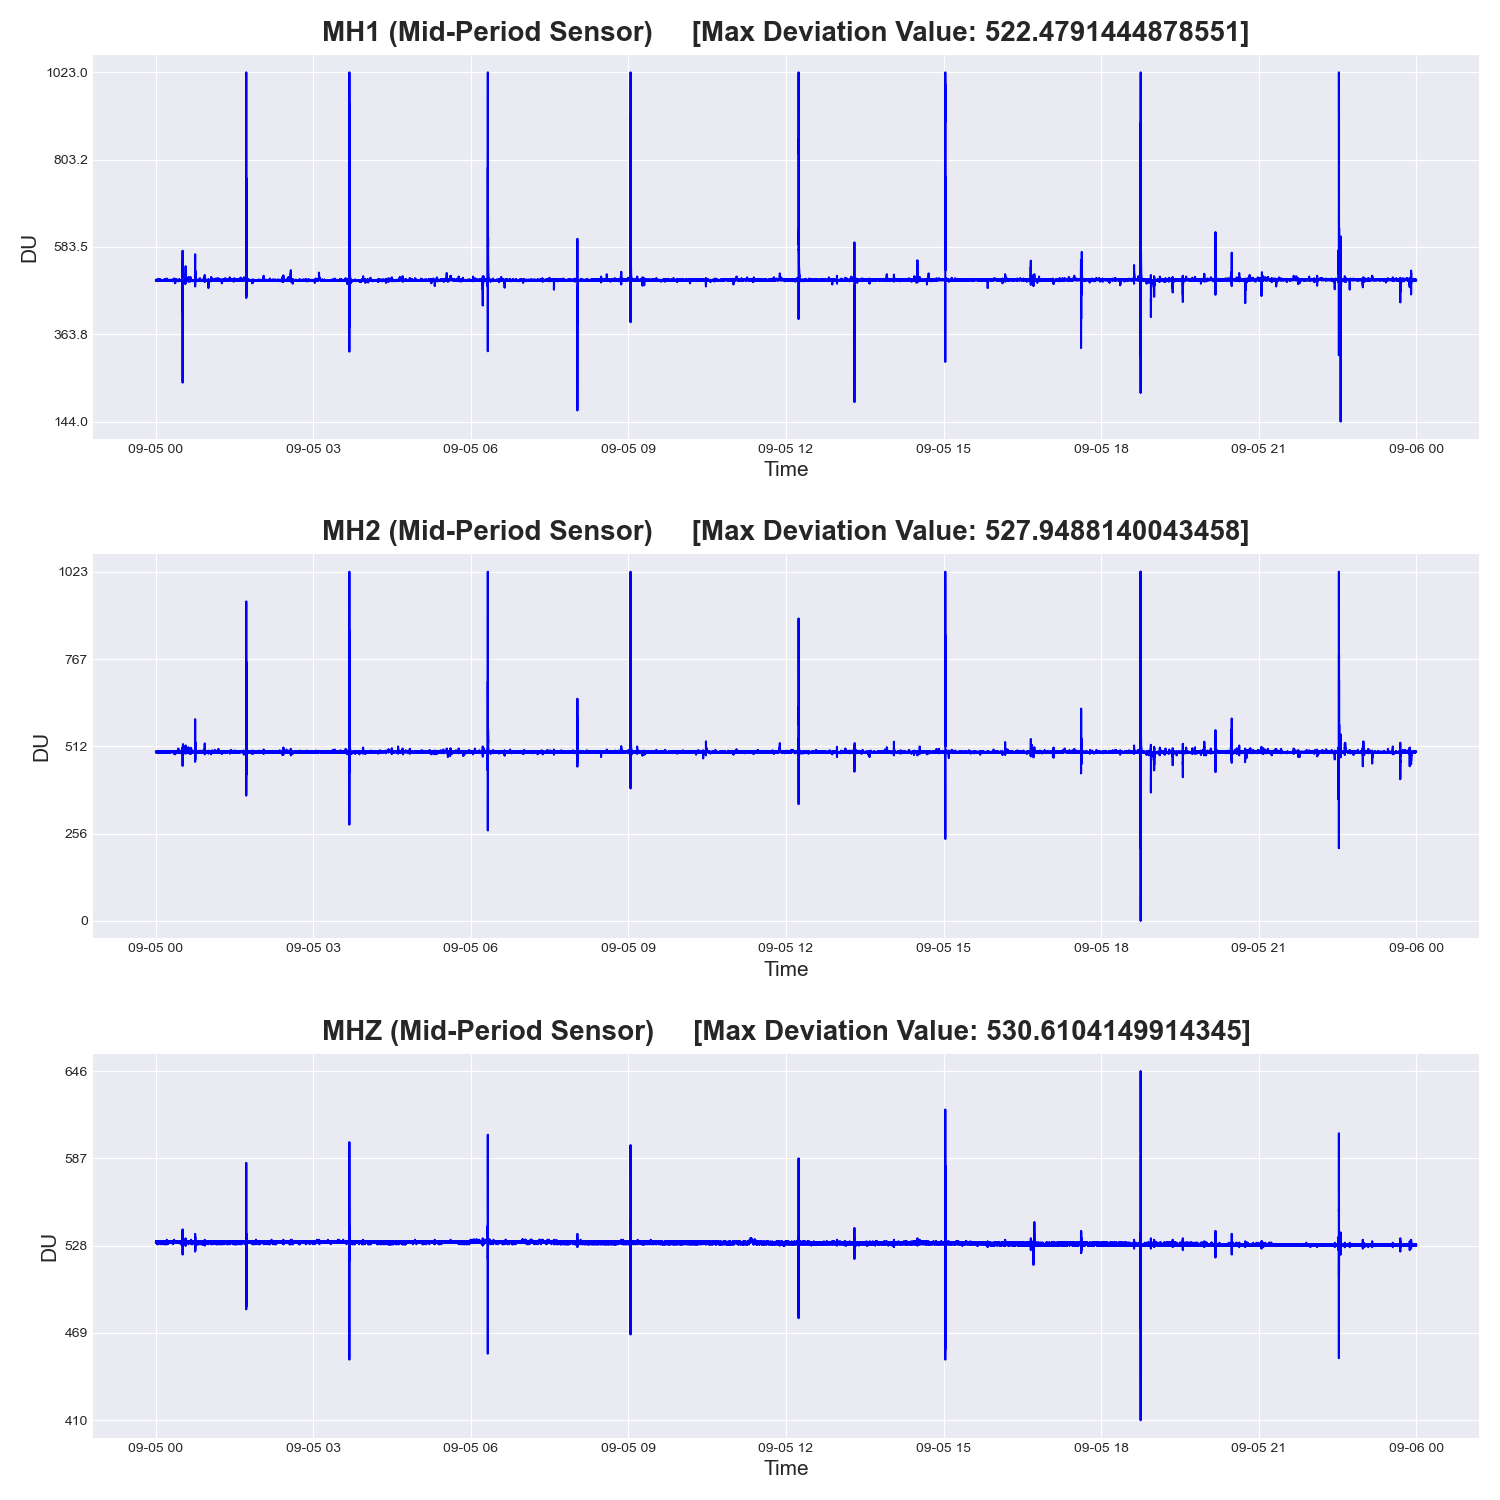 MH1 (Mid-Period Sensor) [Max Deviation Value: 522.4791444878551]
1023.0
803.2
583.5
363.8
144.0
DU
09-05 00 09-05 03 09-05 06 09-05 09 09-05 12 09-05 15 09-05 18 09-05 21 09-06 00
Time
MH2 (Mid-Period Sensor) [Max Deviation Value: 527.9488140043458]
1023
767
512
256
0
DU
09-05 00 09-05 03 09-05 06 09-05 09 09-05 12 09-05 15 09-05 18 09-05 21 09-06 00
Time
MHZ (Mid-Period Sensor) [Max Deviation Value: 530.6104149914345]
646
587
528
469
410
DU
09-05 00 09-05 03 09-05 06 09-05 09 09-05 12 09-05 15 09-05 18 09-05 21 09-06 00
Time